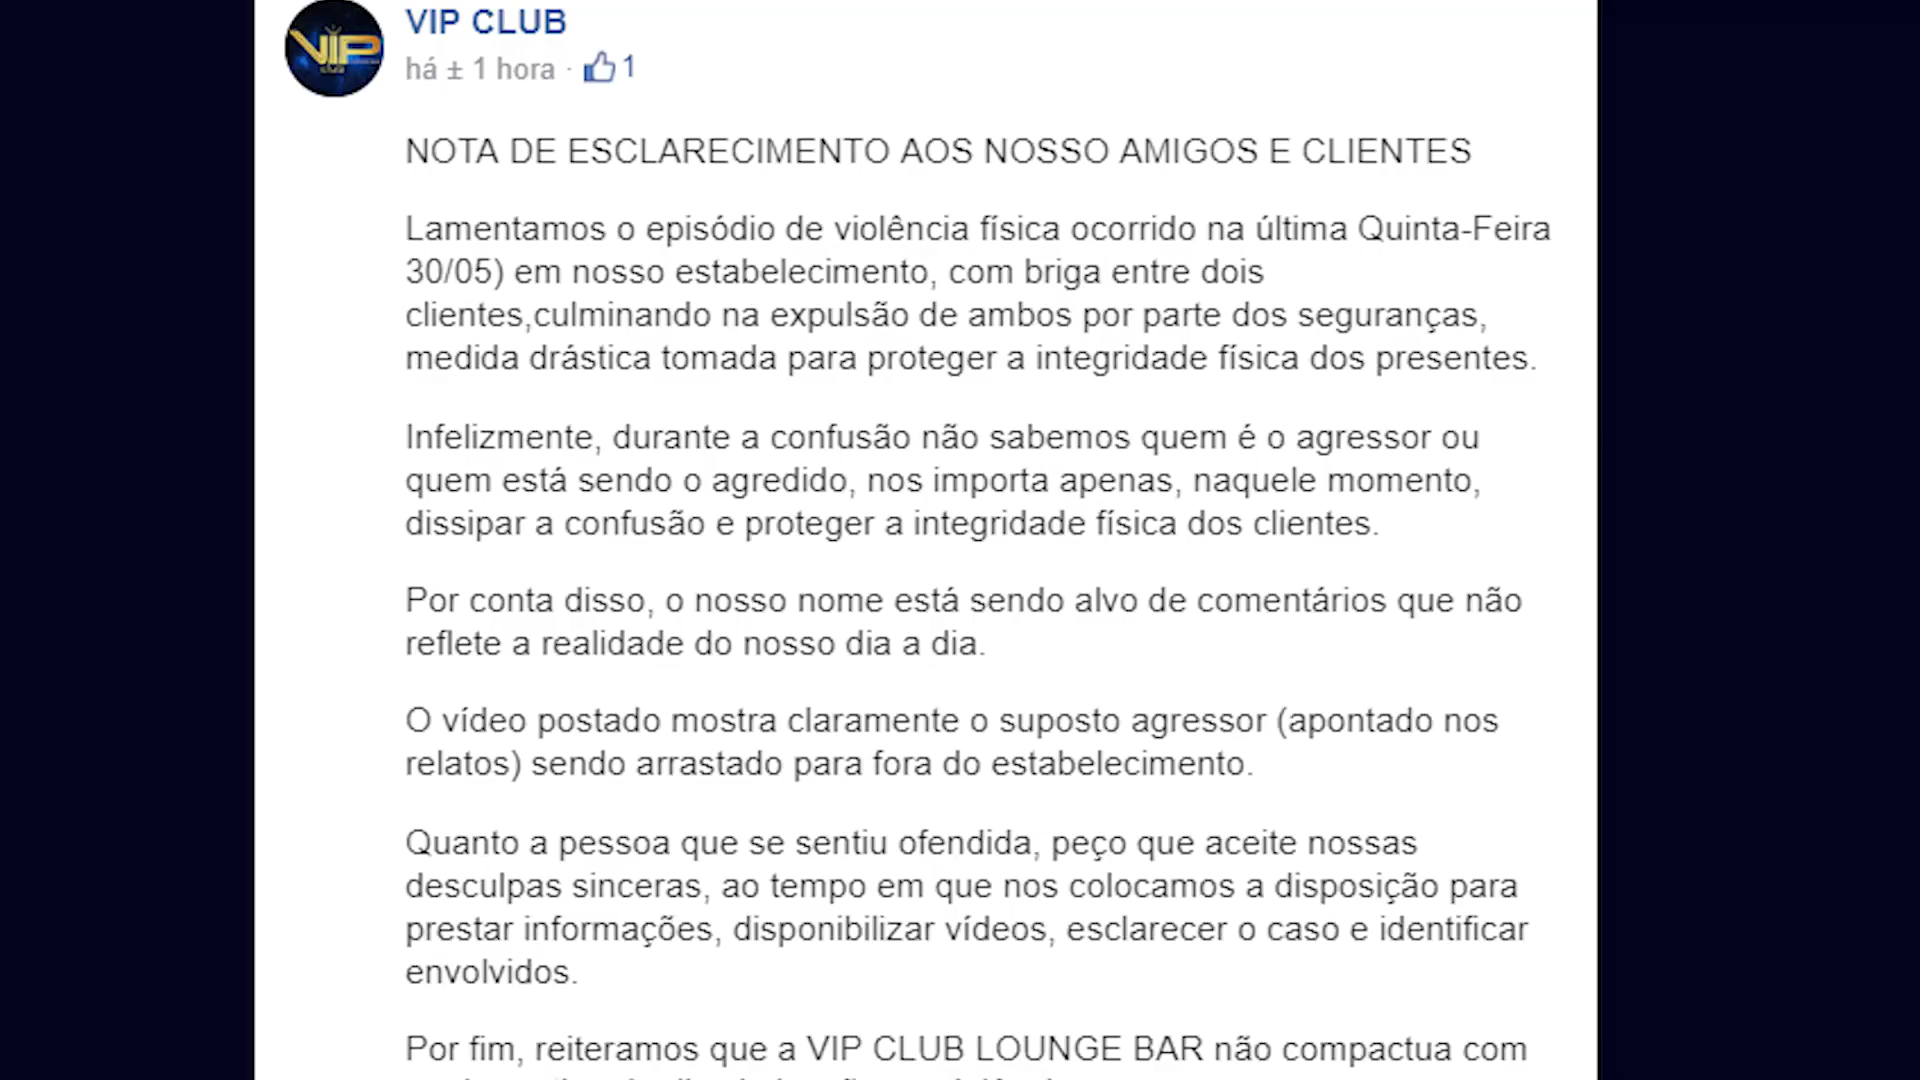 VIP
club
VIP CLUB
há ± 1 hora · 1
NOTA DE ESCLARECIMENTO AOS NOSSO AMIGOS E CLIENTES
Lamentamos o episódio de violência física ocorrido na última Quinta-Feira
30/05) em nosso estabelecimento, com briga entre dois
clientes,culminando na expulsão de ambos por parte dos seguranças,
medida drástica tomada para proteger a integridade física dos presentes.
Infelizmente, durante a confusão não sabemos quem é o agressor ou
quem está sendo o agredido, nos importa apenas, naquele momento,
dissipar a confusão e proteger a integridade física dos clientes.
Por conta disso, o nosso nome está sendo alvo de comentários que não
reflete a realidade do nosso dia a dia.
O vídeo postado mostra claramente o suposto agressor (apontado nos
relatos) sendo arrastado para fora do estabelecimento.
Quanto a pessoa que se sentiu ofendida, peço que aceite nossas
desculpas sinceras, ao tempo em que nos colocamos a disposição para
prestar informações, disponibilizar vídeos, esclarecer o caso e identificar
envolvidos.
Por fim, reiteramos que a VIP CLUB LOUNGE BAR não compactua com